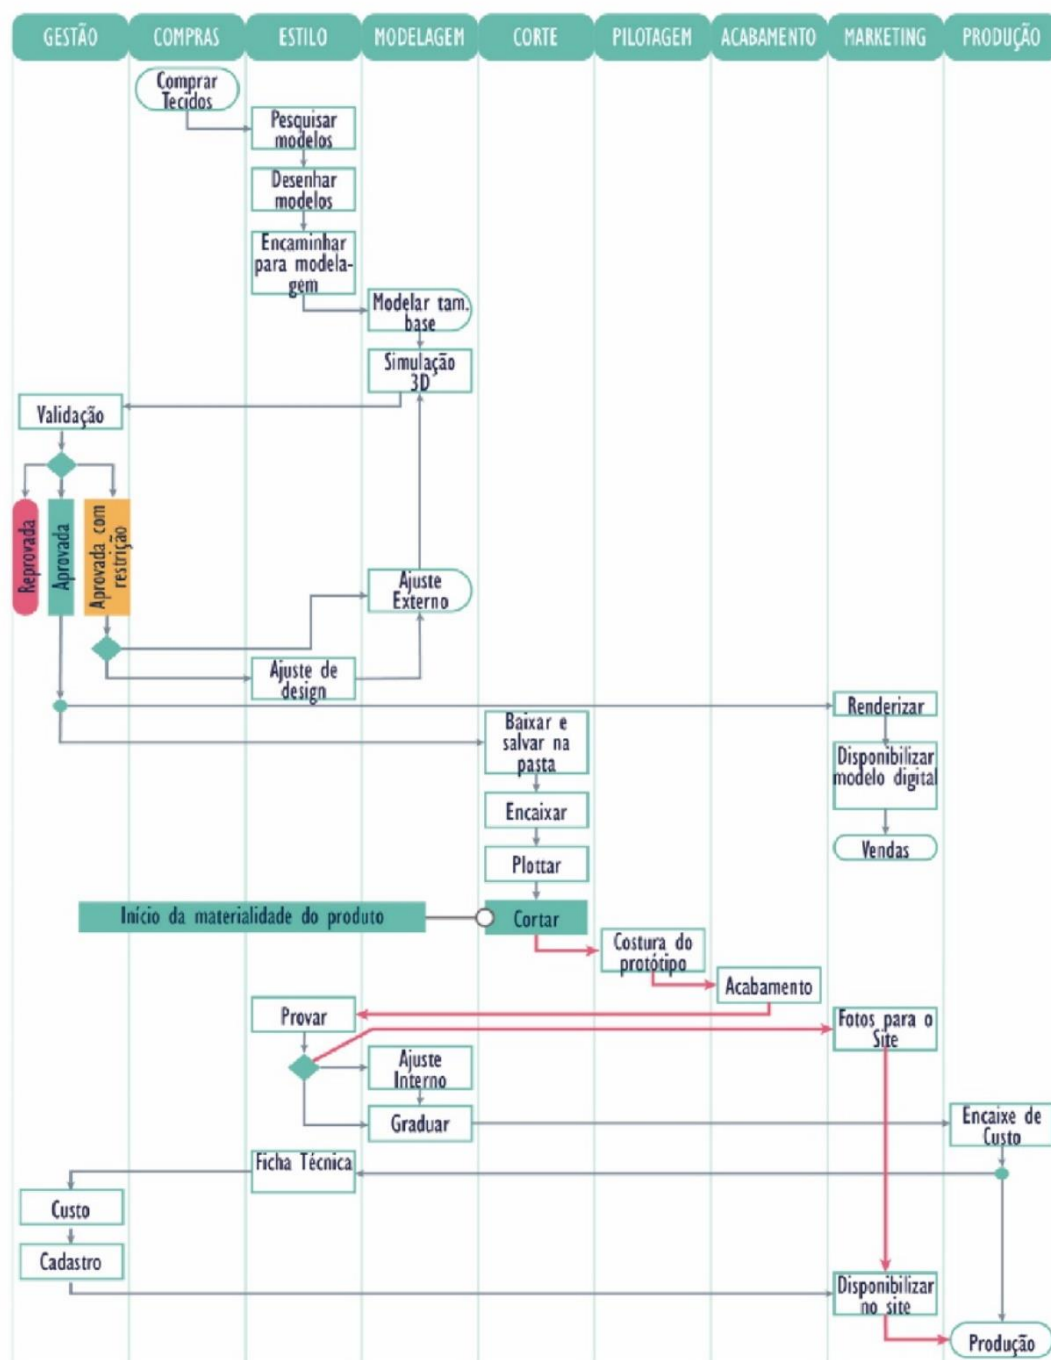 GESTÃO
COMPRAS
ESTILO
MODELAGEM
CORTE
PILOTAGEM
ACABAMENTO
MARKETING
PRODUÇÃO
Comprar
Tecidos
Pesquisar
modelos
Desenhar
modelos
Encaminhar
para modela-
gem
Modelar tam.
base
Simulação
3D
Validação
Reprovada
Aprovada
Aprovada com
restrição
Ajuste
Externo
Ajuste de
design
Renderizar
Baixar e
salvar na
pasta
Disponibilizar
modelo digital
Encaixar
Plottar
Vendas
Início da materialidade do produto
Cortar
Costura do
protótipo
Acabamento
Provar
Fotos para o
Site
Ajuste
Interno
Graduar
Encaixe de
Custo
Ficha Técnica
Custo
Cadastro
Disponibilizar
no site
Produção